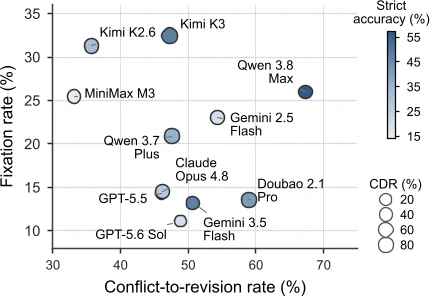 Strict
accuracy (%)
35
30
25
20
15
10
Fixation rate (%)
Kimi K2.6
Kimi K3
Qwen 3.8
Max
MiniMax M3
Gemini 2.5
Flash
Qwen 3.7
Plus
Claude
Opus 4.8
GPT-5.5
Doubao 2.1
Pro
Gemini 3.5
Flash
GPT-5.6 Sol
30
40
50
60
70
Conflict-to-revision rate (%)
55
45
35
25
15
CDR (%)
20
40
60
80